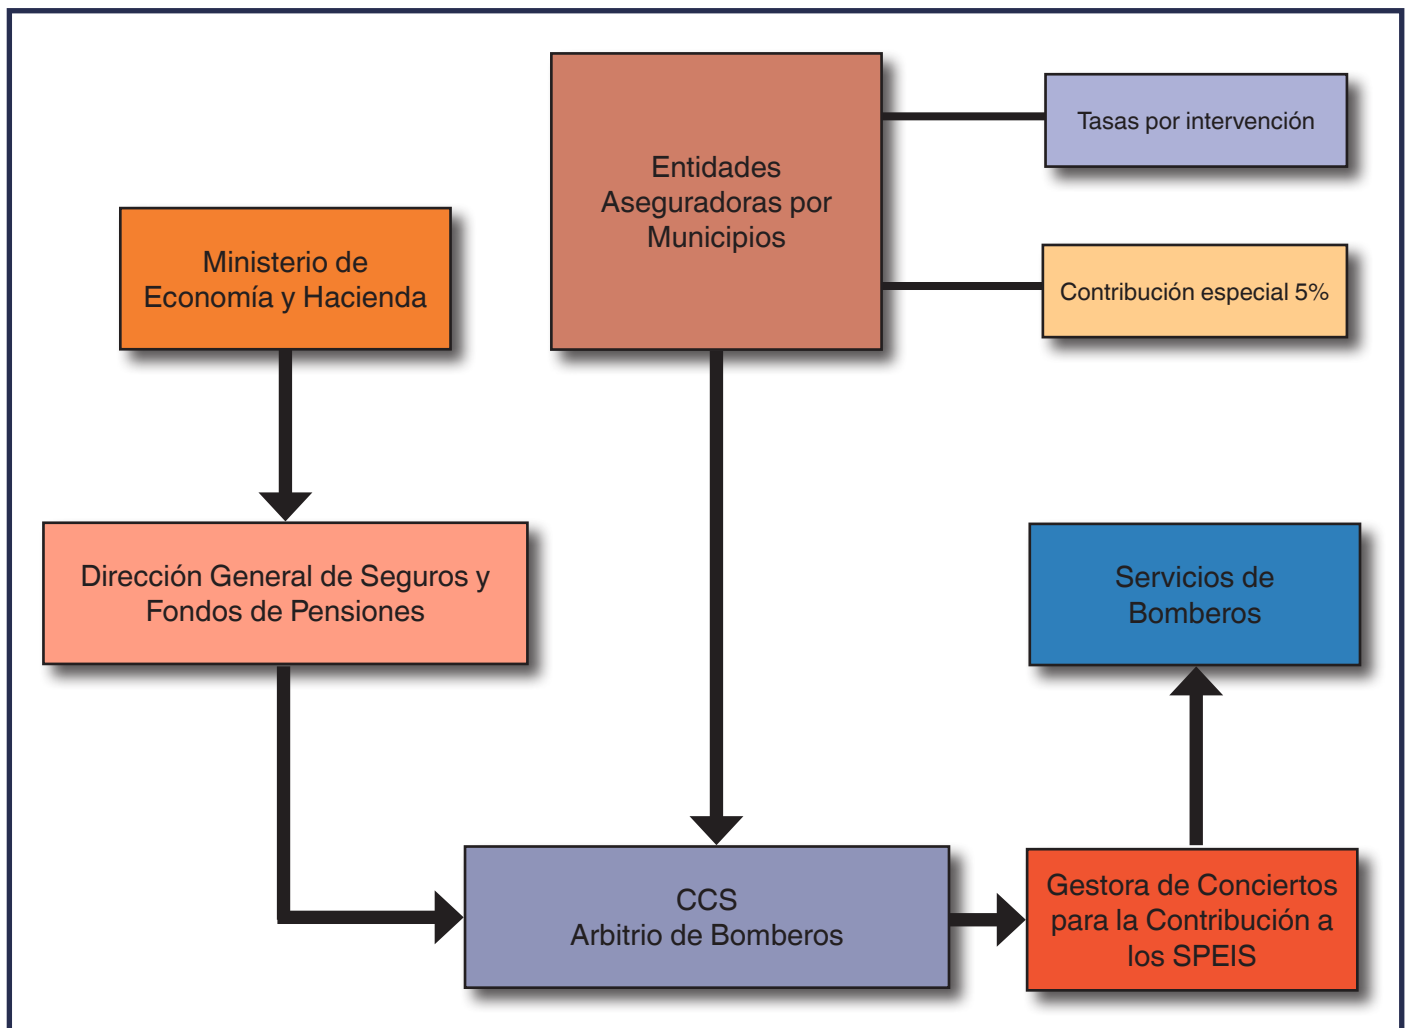 Entidades
Aseguradoras por
Municipios
Tasas por intervención
Contribución especial 5%
Ministerio de
Economía y Hacienda
Dirección General de Seguros y
Fondos de Pensiones
Servicios de
Bomberos
CCS
Arbitrio de Bomberos
Gestora de Conciertos
para la Contribución a
los SPEIS